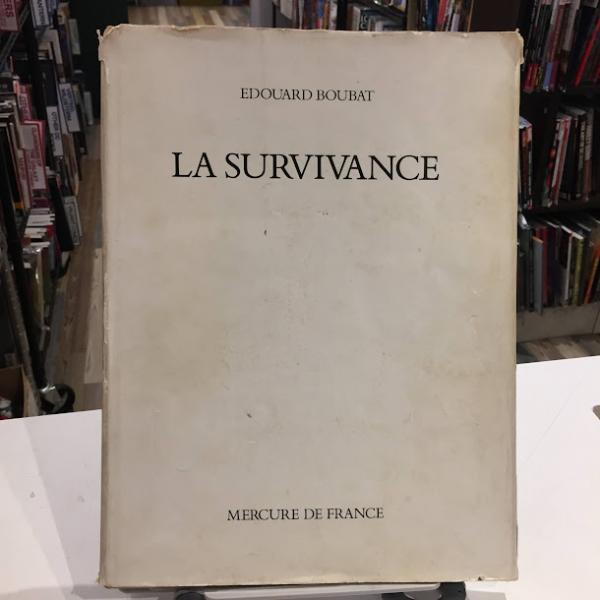 EDOUARD BOUBAT
LA SURVIVANCE
MERCURE DE FRANCE